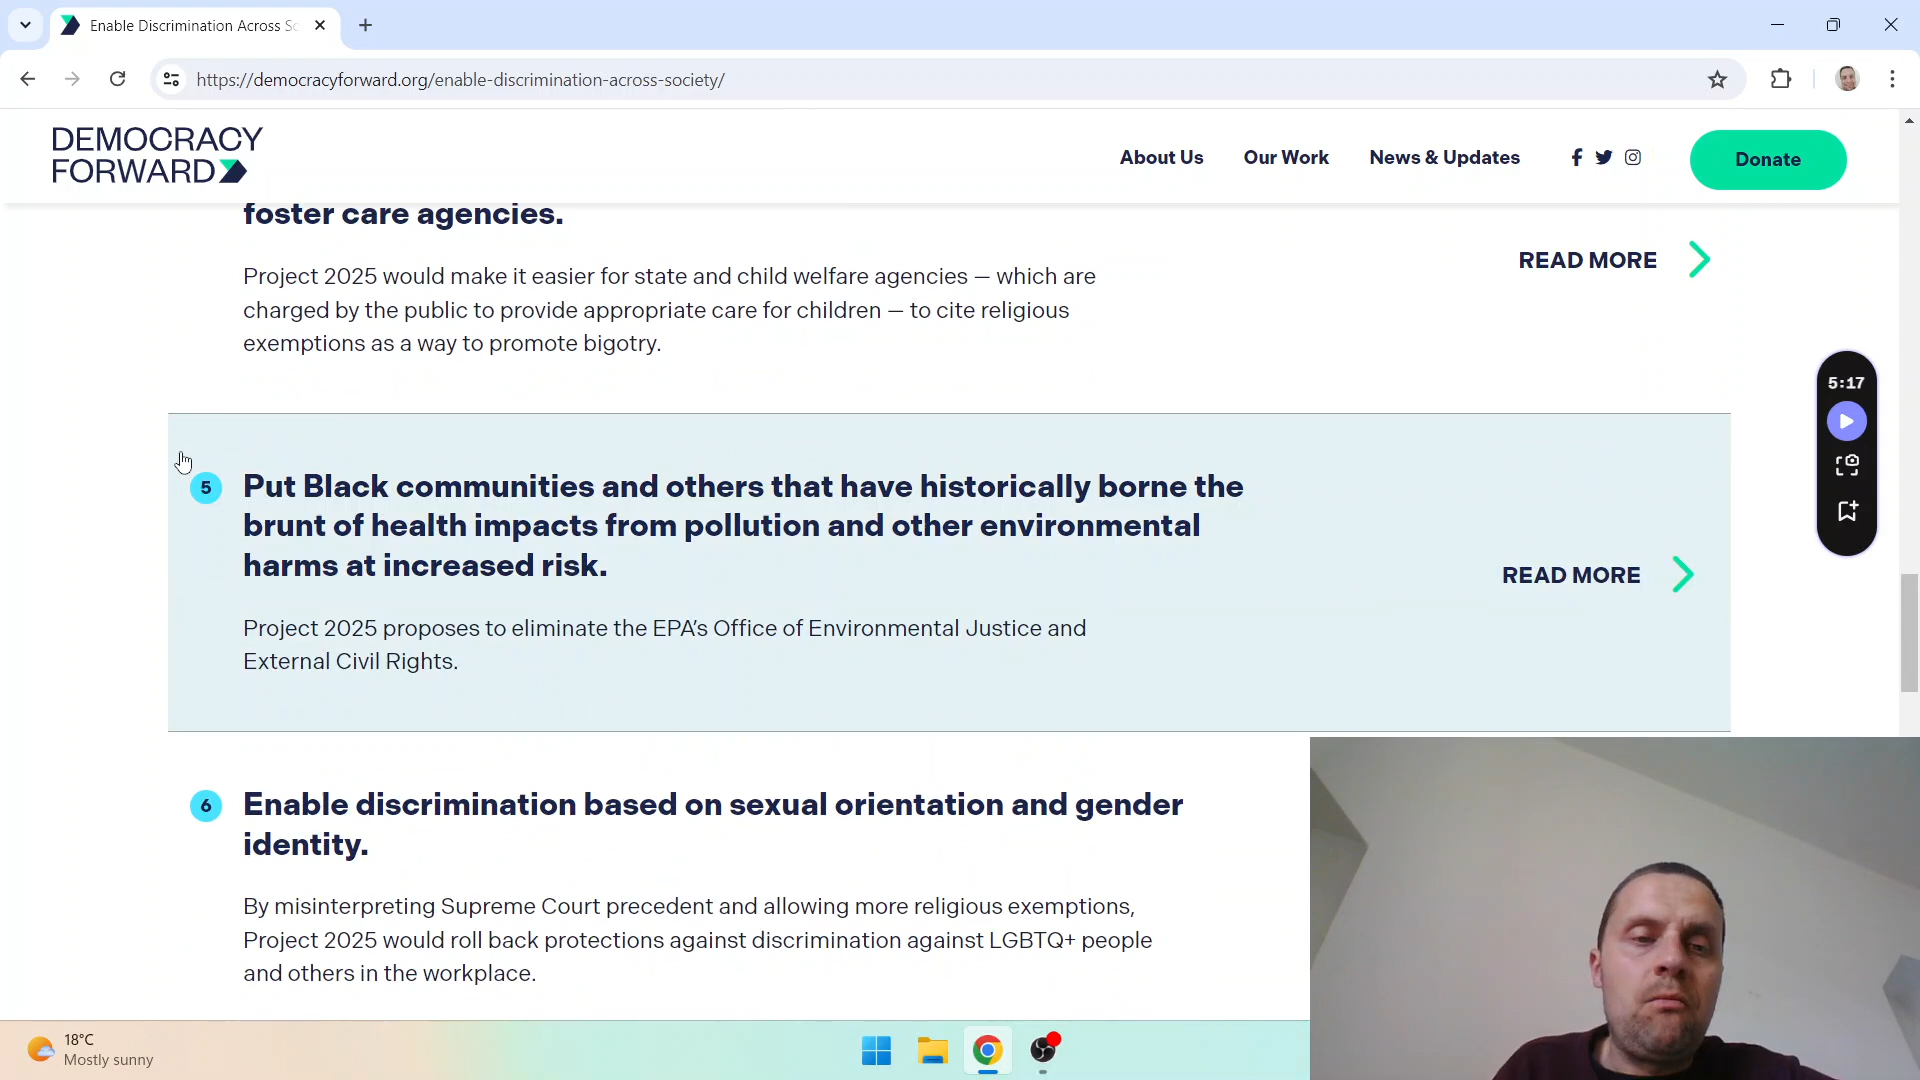 Enable Discrimination Across Sc
https://democracyforward.org/enable-discrimination-across-society/
DEMOCRACY
FORWARD
About Us
Our Work
News & Updates
Donate
foster care agencies.
Project 2025 would make it easier for state and child welfare agencies — which are
charged by the public to provide appropriate care for children — to cite religious
exemptions as a way to promote bigotry.
READ MORE
5:17
5
Put Black communities and others that have historically borne the
brunt of health impacts from pollution and other environmental
harms at increased risk.
READ MORE
Project 2025 proposes to eliminate the EPA’s Office of Environmental Justice and
External Civil Rights.
6
Enable discrimination based on sexual orientation and gender
identity.
By misinterpreting Supreme Court precedent and allowing more religious exemptions,
Project 2025 would roll back protections against discrimination against LGBTQ+ people
and others in the workplace.
18°C
Mostly sunny